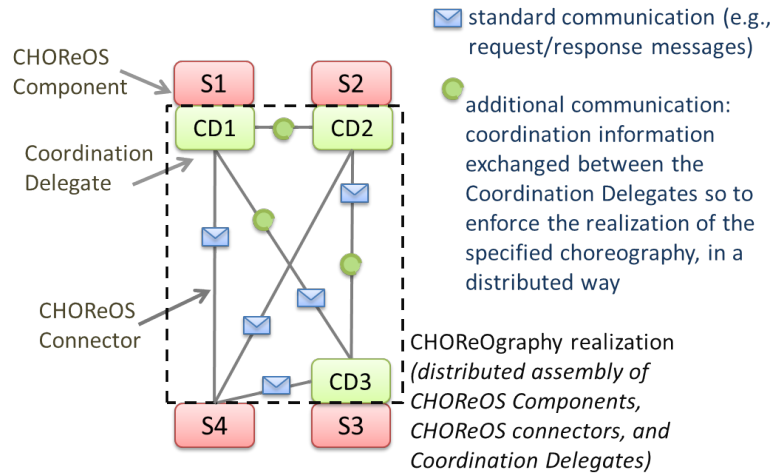 standard communication (e.g.,
request/response messages)
CHOReOS
Component
S1
S2
additional communication:
coordination information
exchanged between the
Coordination Delegates so to
enforce the realization of the
specified choreography, in a
distributed way
CD1
CD2
Coordination
Delegate
CHOReOS
Connector
CHOReOgraphy realization
(distributed assembly of
CHOReOS Components,
CHOReOS connectors, and
Coordination Delegates)
CD3
S4
S3